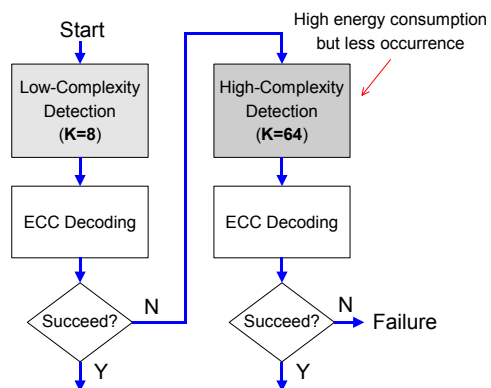 Start
Low-Complexity
Detection
(K=8)
ECC Decoding
Succeed?
N
Y
High energy consumption
but less occurrence
High-Complexity
Detection
(K=64)
ECC Decoding
Succeed?
N
Failure
Y